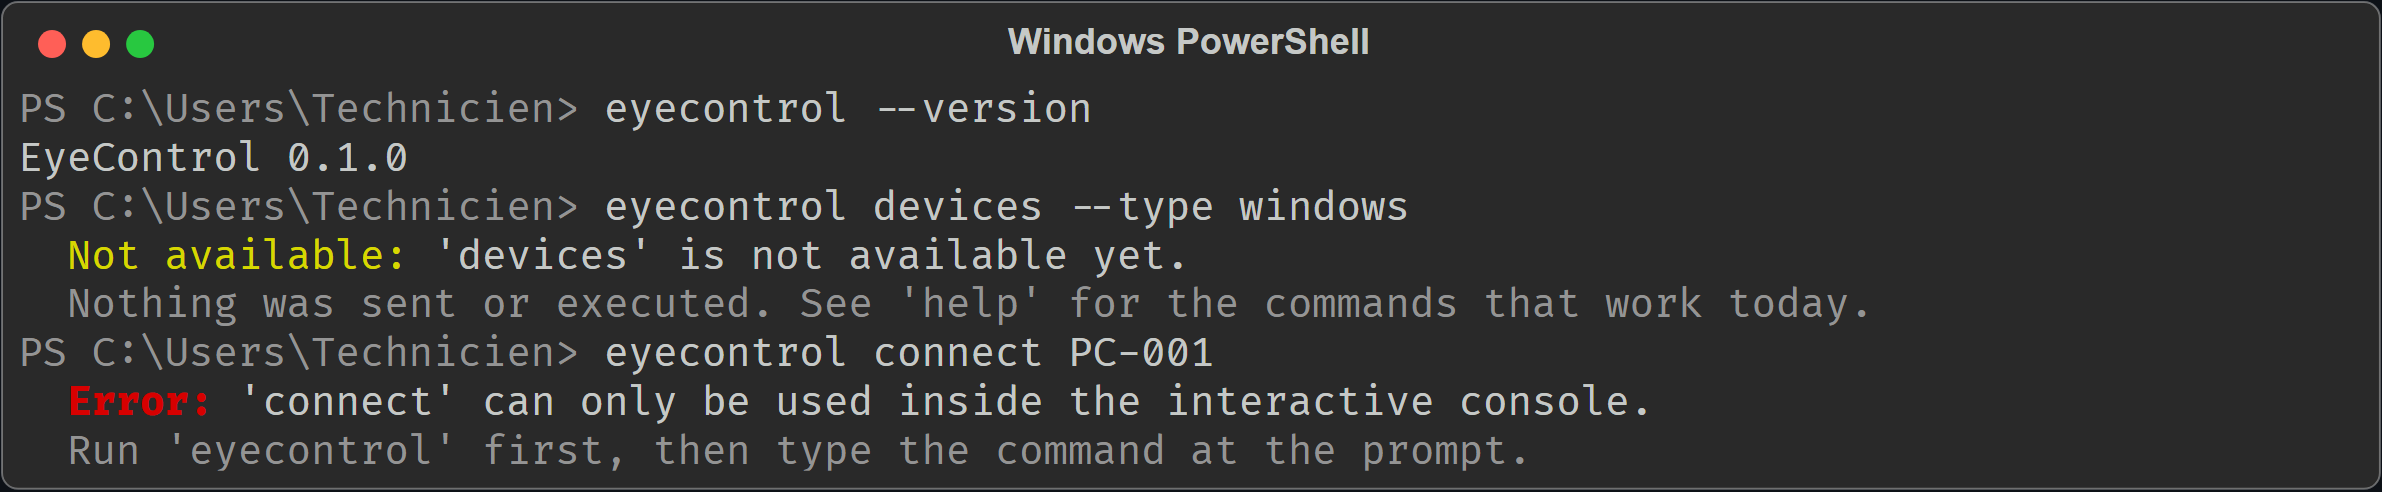 Windows PowerShell
PS C:\Users\Technicien> eyecontrol --version
EyeControl 0.1.0
PS C:\Users\Technicien> eyecontrol devices --type windows
  Not available: 'devices' is not available yet.
  Nothing was sent or executed. See 'help' for the commands that work today.
PS C:\Users\Technicien> eyecontrol connect PC-001
  Error: 'connect' can only be used inside the interactive console.
  Run 'eyecontrol' first, then type the command at the prompt.